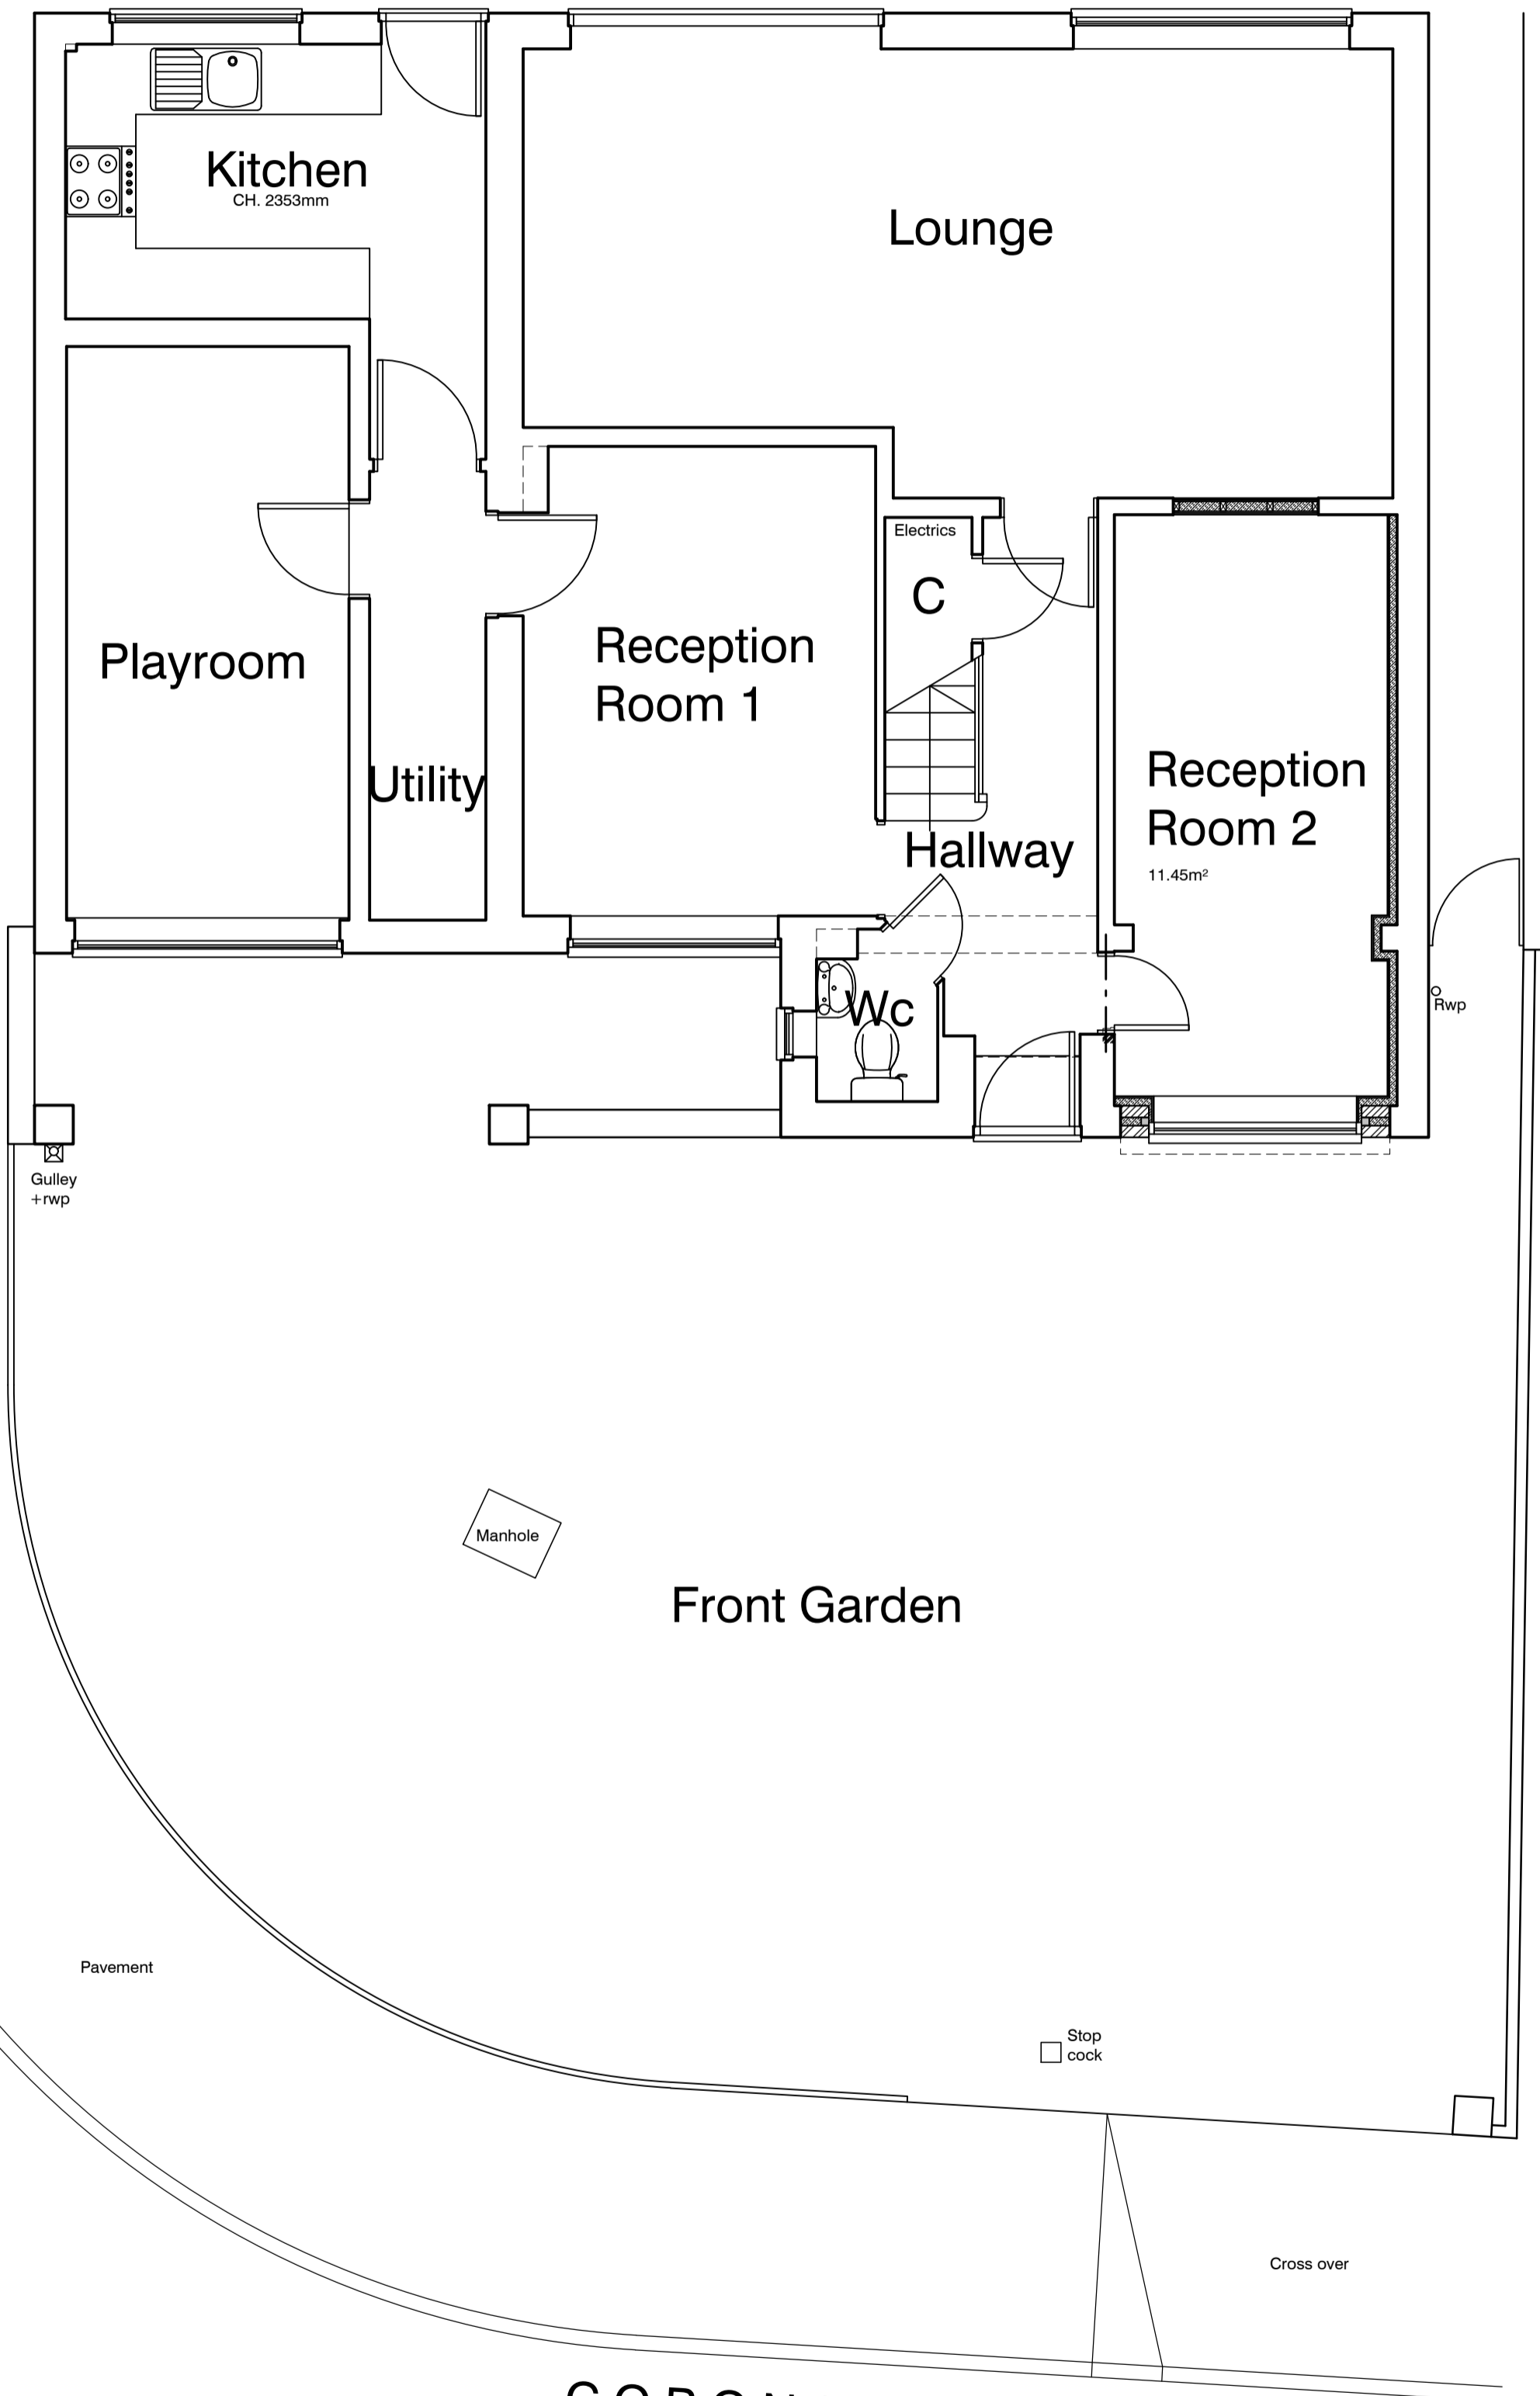 Kitchen
CH. 2353mm
Lounge
Electrics
C
Playroom
Reception
Room 1
Utility
Hallway
Reception
Room 2
11.45m²
Wc
Rwp
Gulley
+rwp
Manhole
Front Garden
Pavement
Stop
cock
Cross over